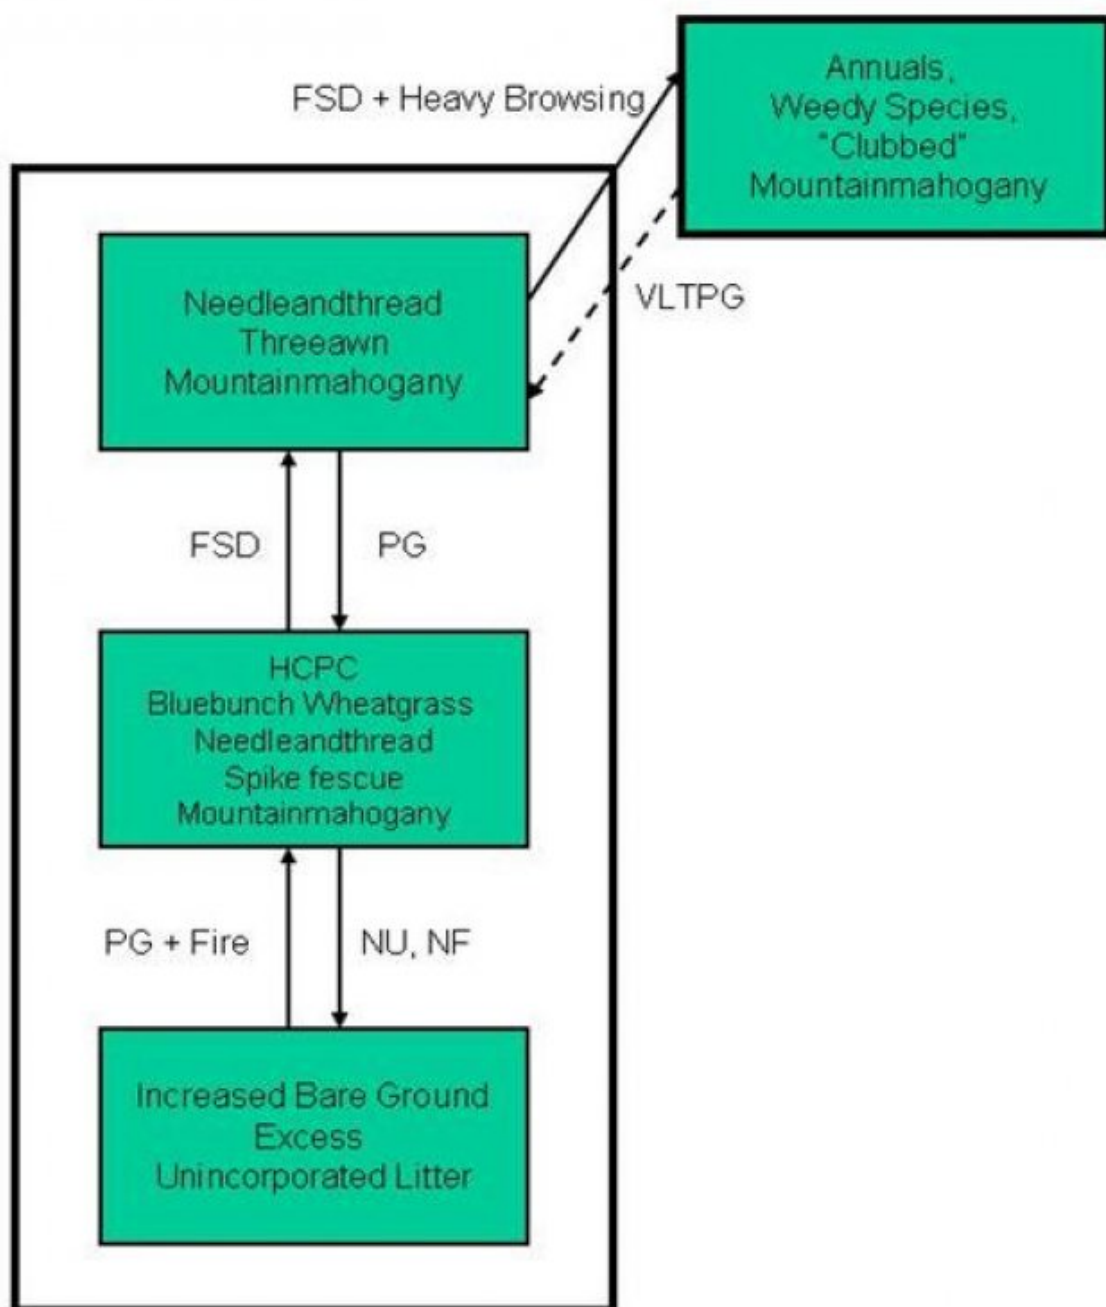 FSD + Heavy Browsing
Annuals,
Weedy Species,
"Clubbed"
Mountainmahogany
VLTPG
Needleandthread
Threeawn
Mountainmahogany
FSD
PG
HCPC
Bluebunch Wheatgrass
Needleandthread
Spike fescue
Mountainmahogany
PG + Fire
NU, NF
Increased Bare Ground
Excess
Unincorporated Litter